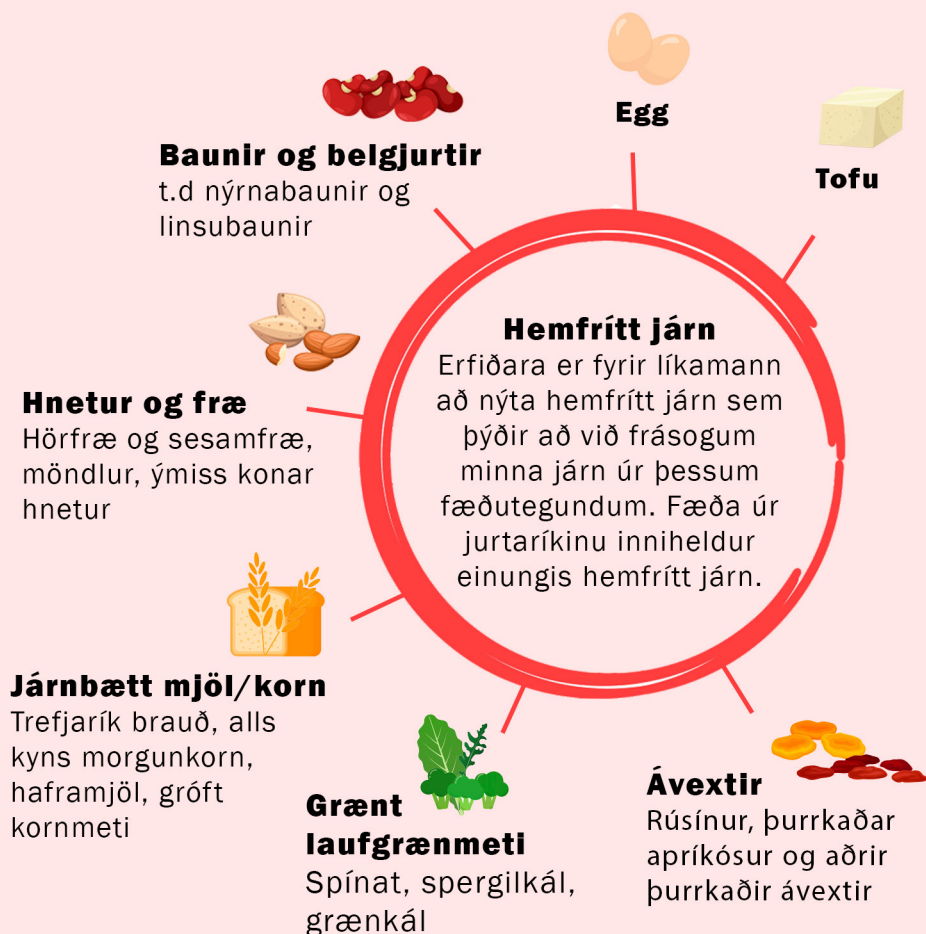 Egg
Tofu
Baunir og belgjurtir
t.d nýrnabaunir og
linsubaunir
Hnetur og fræ
Hörfræ og sesamfræ,
möndlur, ýmiss konar
hnetur
Hemfrítt járn
Erfiðara er fyrir líkamann
að nýta hemfrítt járn sem
þýðir að við frásogum
minna járn úr þessum
fæðutegundum. Fæða úr
jurtaríkinu inniheldur
einungis hemfrítt járn.
Járnbætt mjöl/korn
Trefjarík brauð, alls
kyns morgunkorn,
haframjöl, gróft
kornmeti
Grænt
laufgrænmeti
Spínat, spergilkál,
grænkál
Ávextir
Rúsínur, þurrkaðar
apríkósur og aðrir
þurrkaðir ávextir